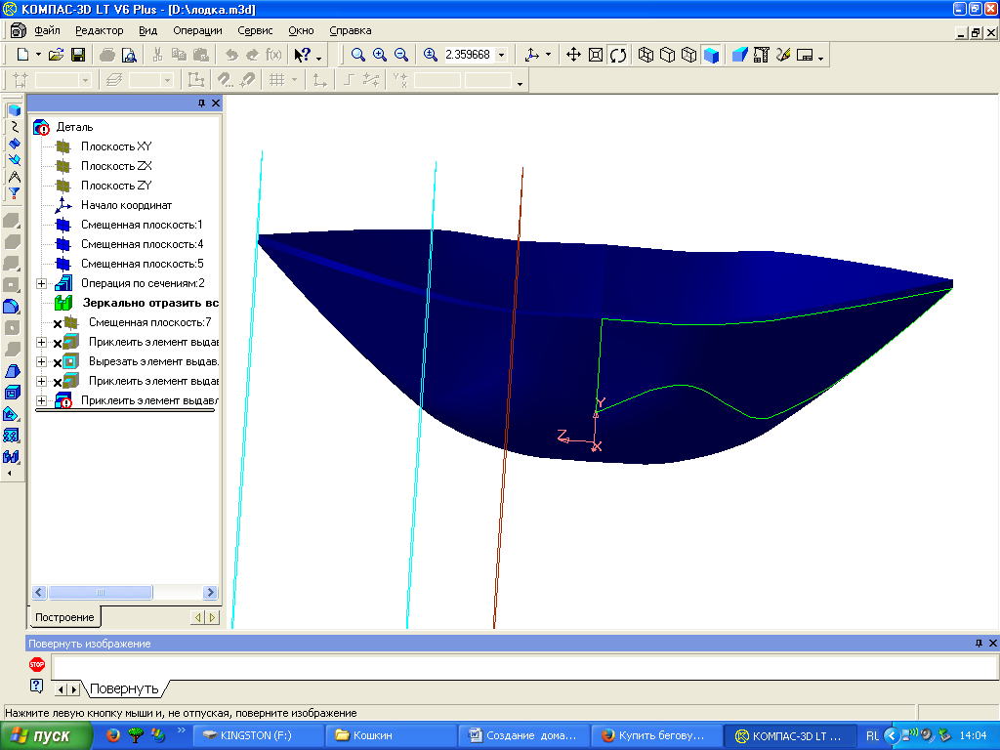 КОМПАС-3D LT V6 Plus - [D:\лодка.m3d]
Файл Редактор Вид Операции Сервис Окно Справка
2.359668
f(x)
Деталь
Плоскость XY
Плоскость ZX
Плоскость ZY
Начало координат
Смещенная плоскость:1
Смещенная плоскость:4
Смещенная плоскость:5
Операция по сечениям:2
Зеркально отразить вс
Смещенная плоскость:7
Приклеить элемент выдав
Вырезать элемент выдав.
Приклеить элемент выдав
Приклеить элемент выдавл
Y
Z
X
Построение
Повернуть изображение
STOP
Повернуть
Нажмите левую кнопку мыши и, не отпуская, поверните изображение
пуск
KINGSTON (F:)
Кошкин
Создание дома...
Купить бегову...
КОМПАС-3D LT ...
RL
14:04